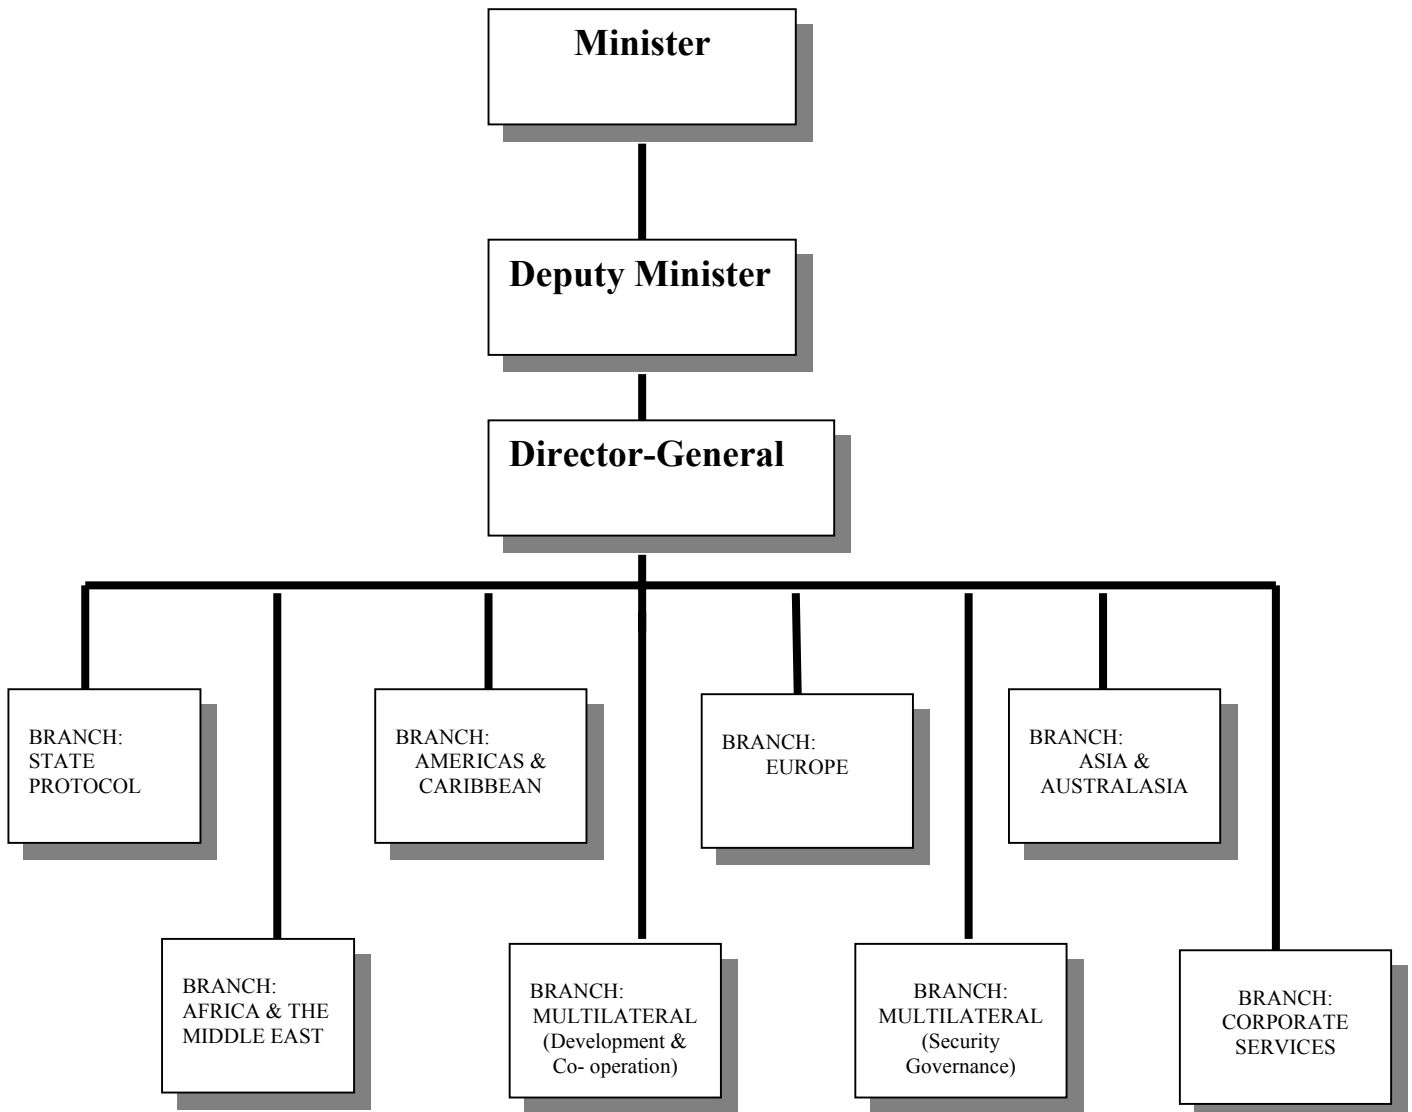 Minister
Deputy Minister
Director-General
BRANCH:
STATE
PROTOCOL
BRANCH:
AMERICAS &
CARIBBEAN
BRANCH:
EUROPE
BRANCH:
ASIA &
AUSTRALASIA
BRANCH:
AFRICA & THE
MIDDLE EAST
BRANCH:
MULTILATERAL
(Development &
Co- operation)
BRANCH:
MULTILATERAL
(Security
Governance)
BRANCH:
CORPORATE
SERVICES